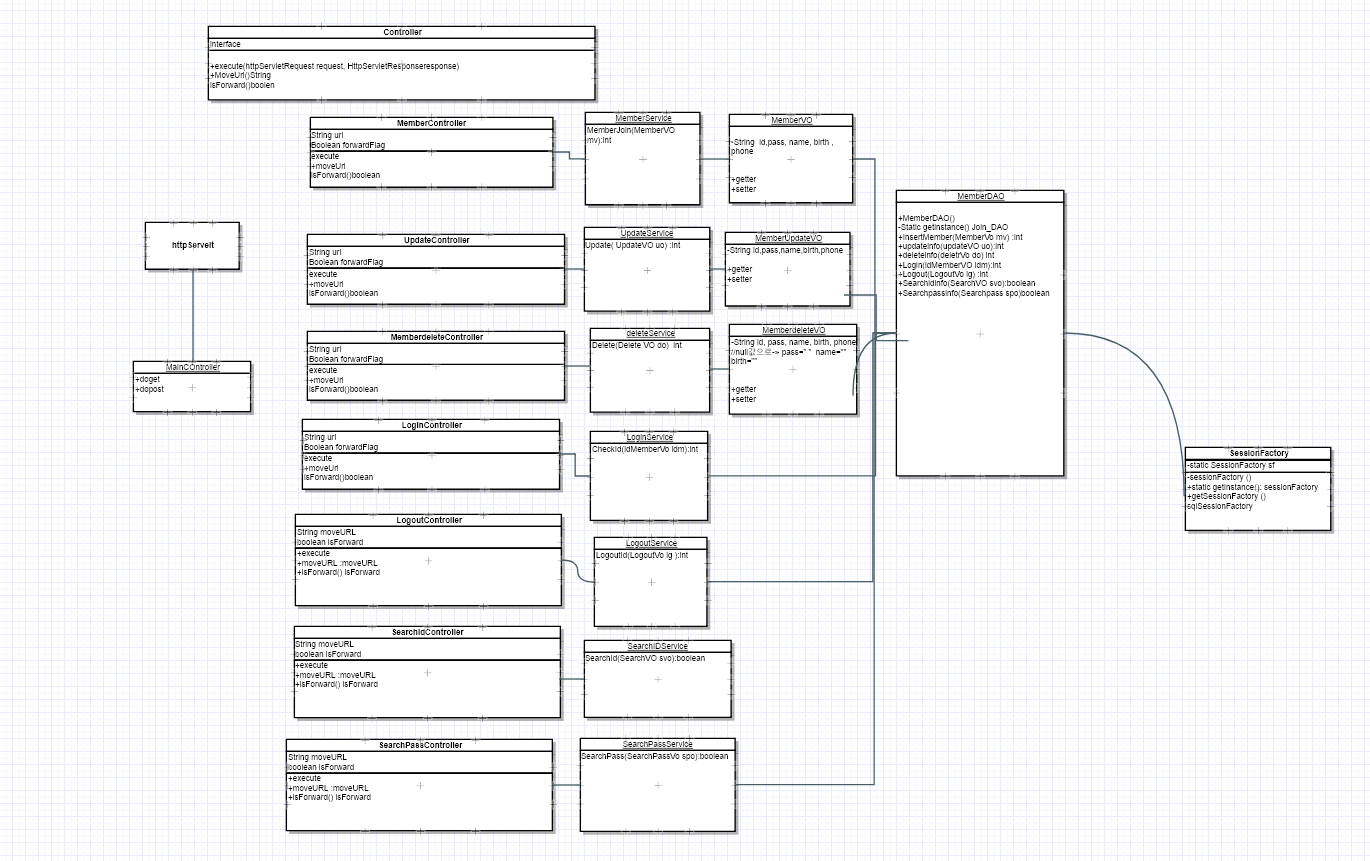 Controller
interface
+execute(httpServletRequest request, HttpServletResponseresponse)
+MoveUrl()String
isForward()boolen
MemberController
String url
Boolean forwardFlag
execute
+moveUrl
isForward()boolean
MemberService
MemberJoin(MemberVO
mv):int
MemberVO
-String id,pass, name, birth ,
phone
+getter
+setter
MemberDAO
+MemberDAO()
-Static getInstance() Join_DAO
+insertMember(MemberVo mv) :int
+updateinfo(updateVO uo):int
+deleteinfo(deletrVo do) int
+Login(idMemberVO idm):int
+Logout(LogoutVo lg) :int
+SearchIdinfo(SearchVO svo):boolean
+Searchpassinfo(Searchpass spo)boolean
httpServelt
UpdateController
String url
Boolean forwardFlag
execute
+moveUrl
isForward()boolean
UpdateService
Update( UpdateVO uo) :int
MemberUpdateVO
-String id,pass,name,birth,phone
+getter
+setter
MainCOntroller
+doget
+dopost
MemberdeleteController
String url
Boolean forwardFlag
execute
+moveUrl
isForward()boolean
deleteService
Delete(Delete VO do) int
MemberdeleteVO
-String id, pass, name, birth, phone
//null값으로-> pass=" " name=""
birth=""
+getter
+setter
LoginController
String url
Boolean forwardFlag
execute
+moveUrl
isForward()boolean
LoginService
CheckId(idMemberVo idm):int
SessionFactory
-static SessionFactory sf
-sessionFactory ()
+static getinstance(): sessionFactory
+getSessionFactory ()
sqlSessionFactory
LogoutController
String moveURL
boolean isForward
+execute
+moveURL :moveURL
+isForward() isForward
LogoutService
LogoutId(LogoutVo lg ):int
SearchIdController
String moveURL
boolean isForward
+execute
+moveURL :moveURL
+isForward() isForward
SearchIDService
SearchId(SearchVO svo):boolean
SearchPassController
String moveURL
boolean isForward
+execute
+moveURL :moveURL
+isForward() isForward
SearchPassService
SearchPass(SearchPassVo spo):boolean